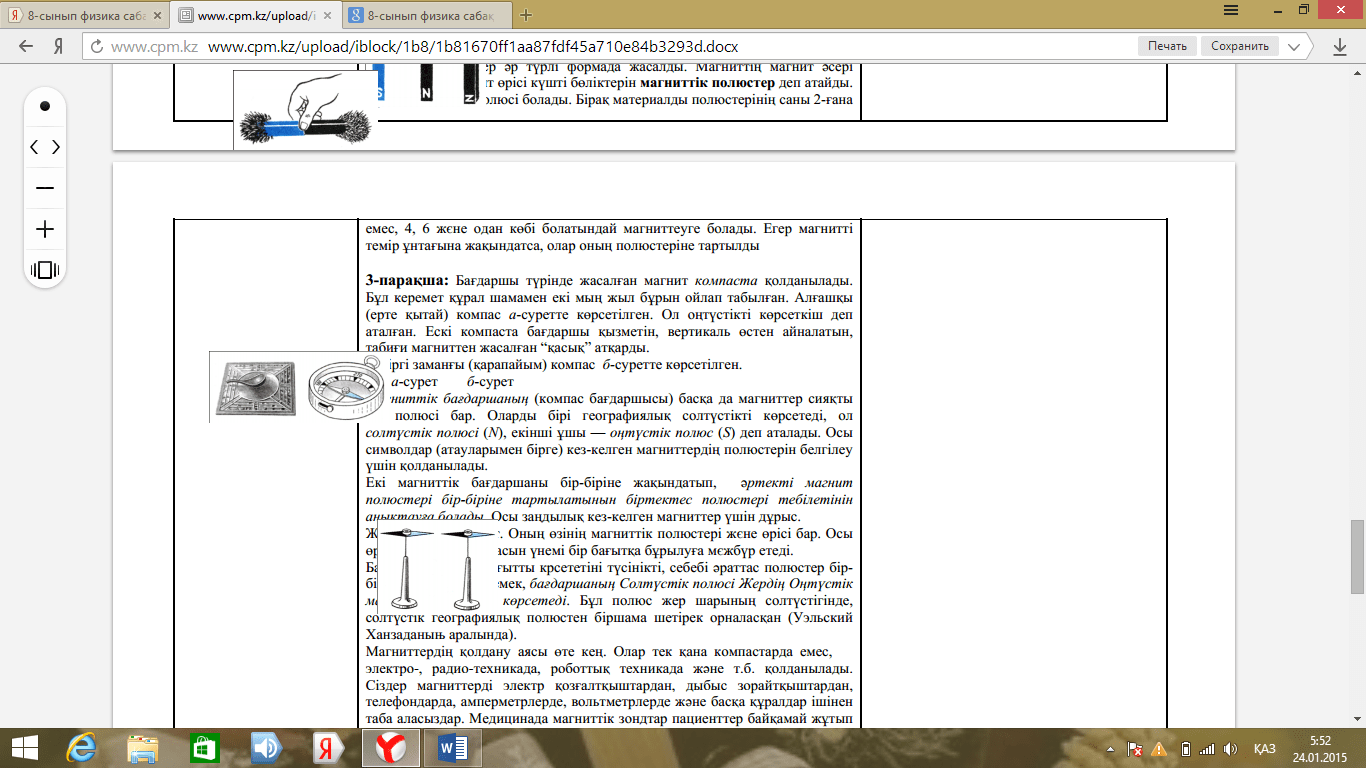 8-сынып физика саба
www.cpm.kz/upload/i
8-сынып физика сабақ
www.cpm.kz www.cpm.kz/upload/iblock/1b8/1b81670ff1aa87fdf45a710e84b3293d.docx
Печать
Сохранить
ер әр түрлі формада жасалды. Магниттің магнит әсері
т өрісі күшті бөліктерін магниттік полюстер деп атайды.
олюсі болады. Бірақ материалды полюстерінің саны 2-ғана
S N N
емес, 4, 6 жєне одан көбі болатындай магниттеуге болады. Егер магнитті
темір ұнтағына жақындатса, олар оның полюстеріне тартылды
3-парақша: Бағдаршы түрінде жасалған магнит компаста қолданылады.
Бұл керемет құрал шамамен екі мың жыл бұрын ойлап табылған. Алғашқы
(ерте қытай) компас а-суретте көрсетілген. Ол оңтүстікті көрсеткіш деп
аталған. Ескі компаста бағдаршы қызметін, вертикаль өстен айналатын,
табиғи магниттен жасалған “қасық” атқарды.
іргі заманғы (қарапайым) компас б-суретте көрсетілген.
а-сурет б-сурет
гниттік бағдаршаның (компас бағдаршысы) басқа да магниттер сияқты
полюсі бар. Оларды бірі географиялық солтүстікті көрсетеді, ол
солтүстік полюсі (N), екінші ұшы — оңтүстік полюс (S) деп аталады. Осы
символдар (атауларымен бірге) кез-келген магниттердің полюстерін белгілеу
үшін қолданылады.
Екі магниттік бағдаршаны бір-біріне жақындатып, әртекті магнит
полюстері бір-біріне тартылатынын біртектес полюстері тебілетінін
анықтауға болады. Осы заңдылық кез-келген магниттер үшін дұрыс.
Ж т. Оның өзінің магниттік полюстері жєне өрісі бар. Осы
өр асын үнемі бір бағытқа бұрылуға мєжбүр етеді.
Ба ғытты крсететіні түсінікті, себебі әраттас полюстер бір-
бі емек, бағдаршаның Солтүстік полюсі Жердің Оңтүстік
ма көрсетеді. Бұл полюс жер шарының солтүстігінде,
солтүстік географиялық полюстен біршама шетірек орналасқан (Уэльский
Ханзаданың аралында).
Магниттердің қолдану аясы өте кең. Олар тек қана компастарда емес,
электро-, радио-техникада, роботтық техникада және т.б. қолданылады.
Сіздер магниттерді электр қозғалтқыштардан, дыбыс зорайтқыштардан,
телефондарда, амперметрлерде, вольтметрлерде және басқа құралдар ішінен
таба аласыздар. Медицинада магниттік зондтар пациенттер байқамай жұтып
ҚАЗ
5:52
24.01.2015